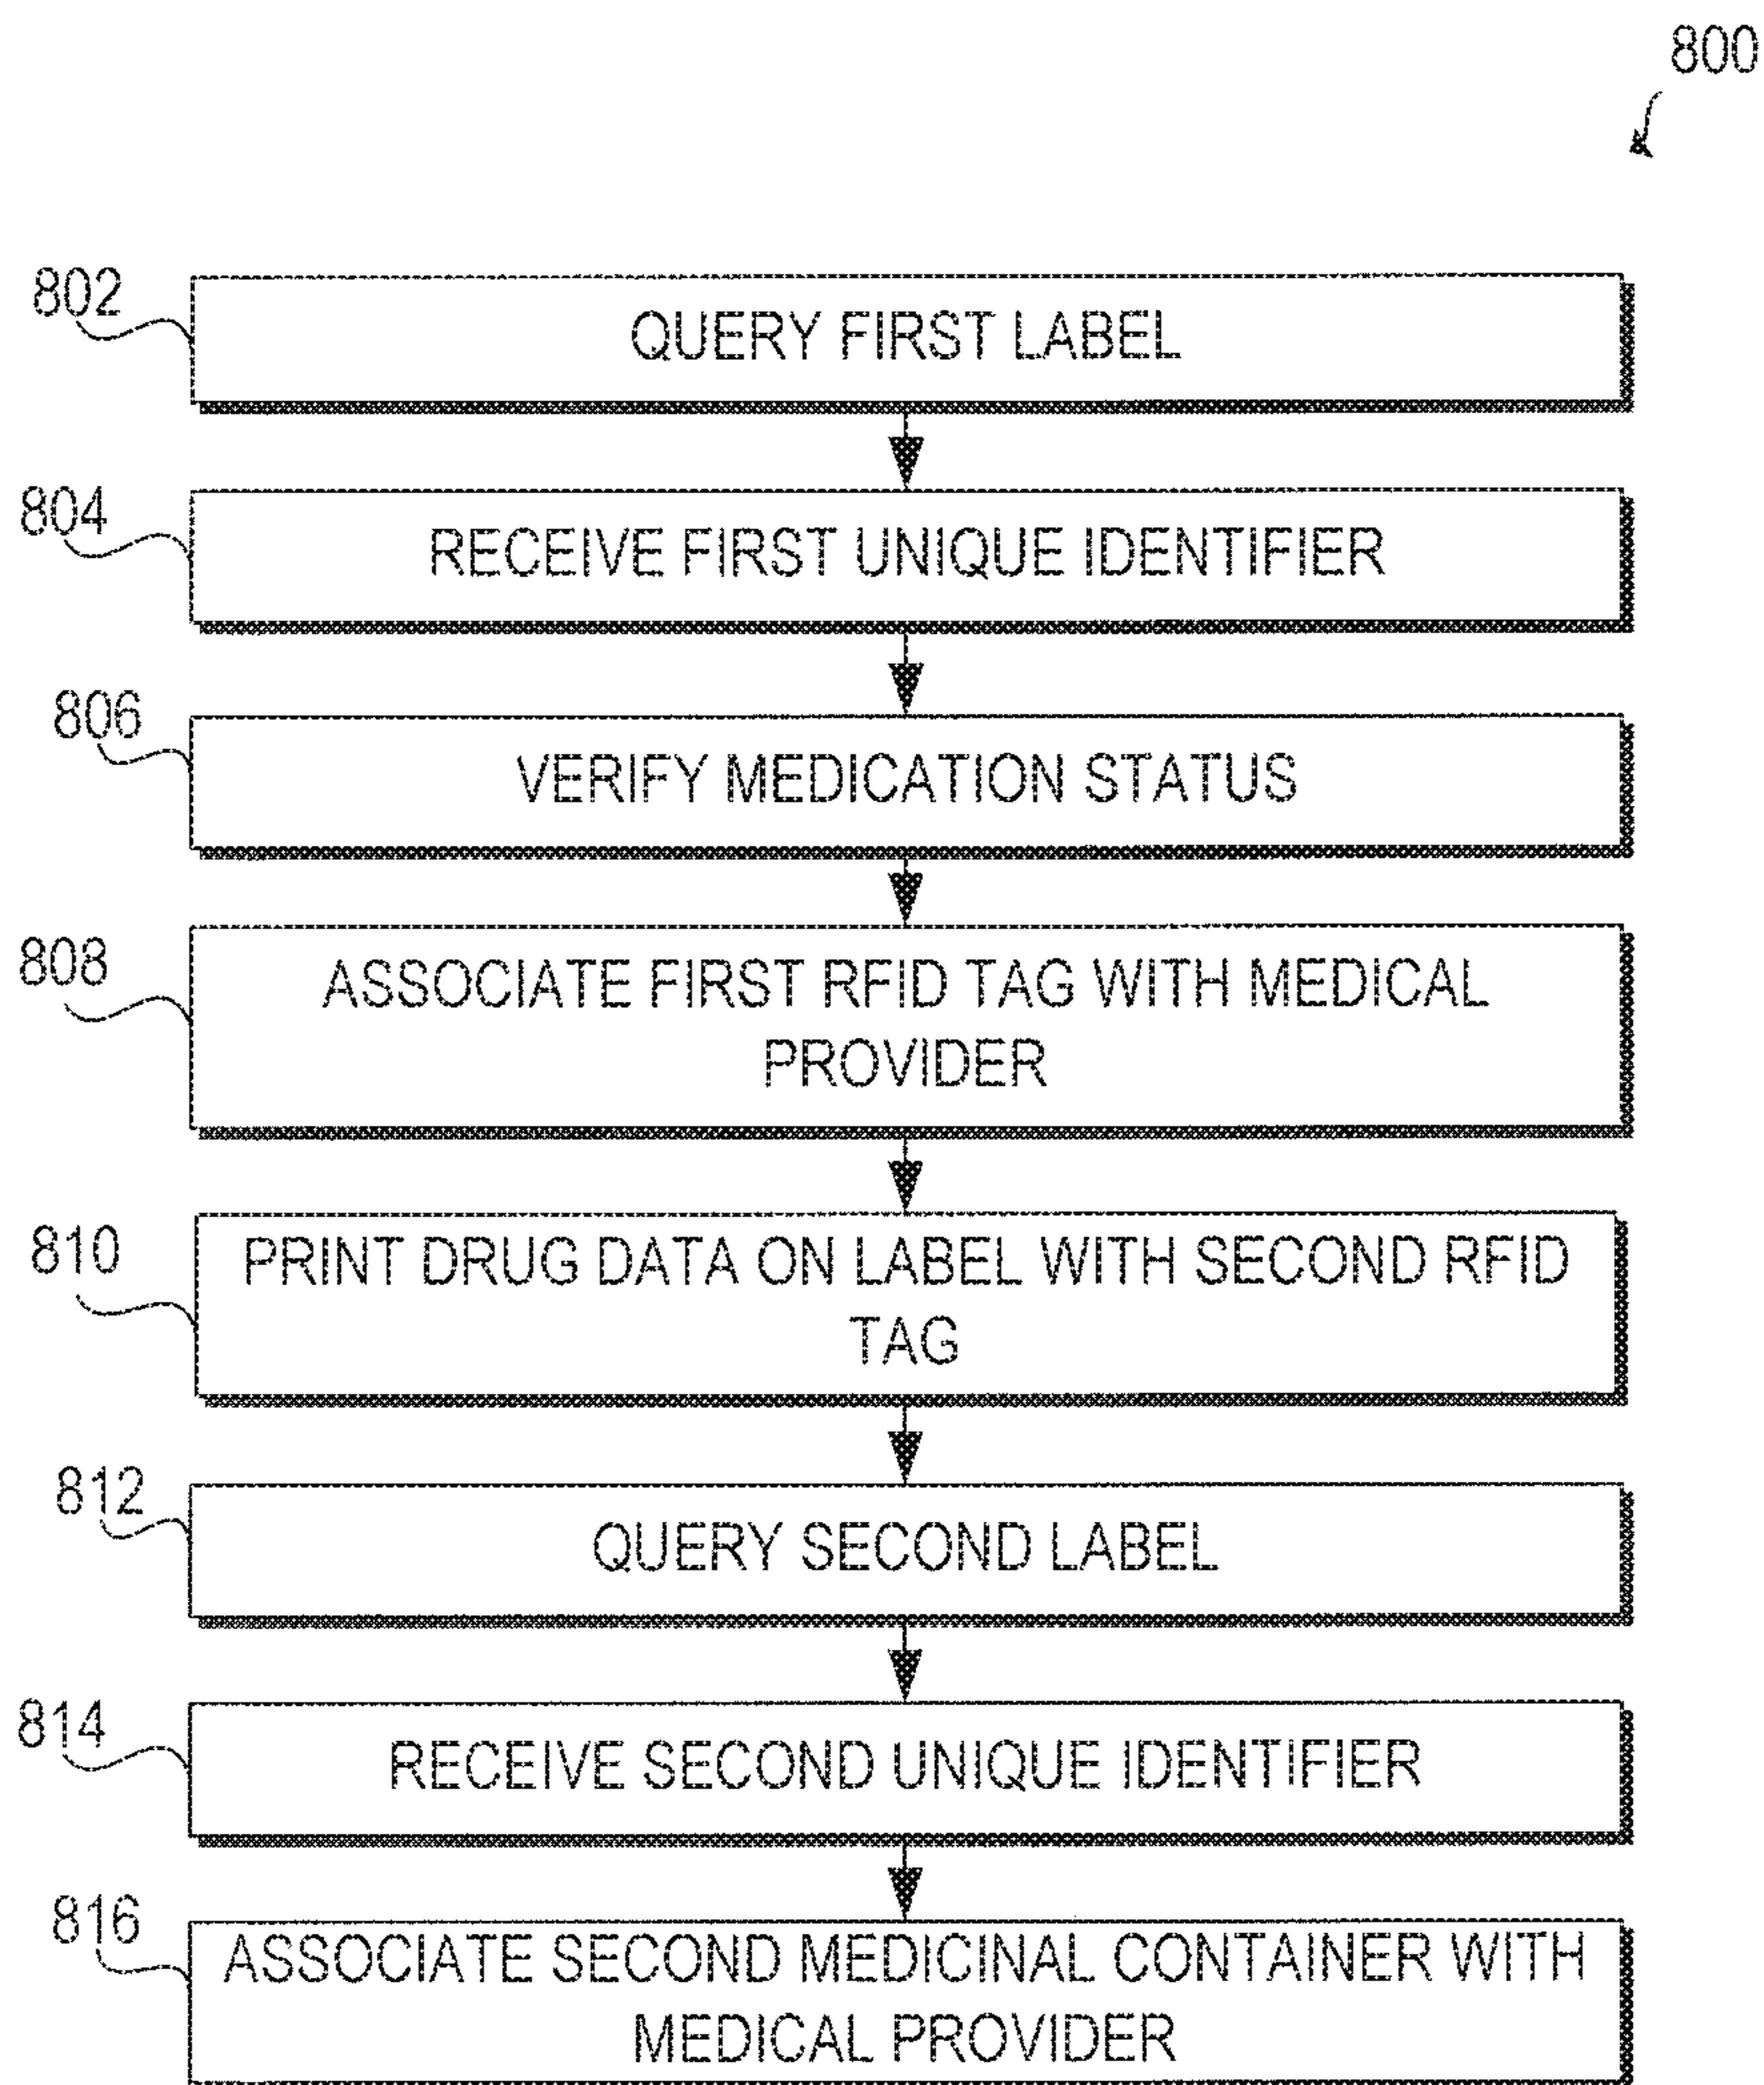 800
802
QUERY FIRST LABEL
804
RECEIVE FIRST UNIQUE IDENTIFIER
806
VERIFY MEDICATION STATUS
808
ASSOCIATE FIRST RFID TAG WITH MEDICAL
PROVIDER
810
PRINT DRUG DATA ON LABEL WITH SECOND RFID
TAG
812
QUERY SECOND LABEL
814
RECEIVE SECOND UNIQUE IDENTIFIER
816
ASSOCIATE SECOND MEDICINAL CONTAINER WITH
MEDICAL PROVIDER